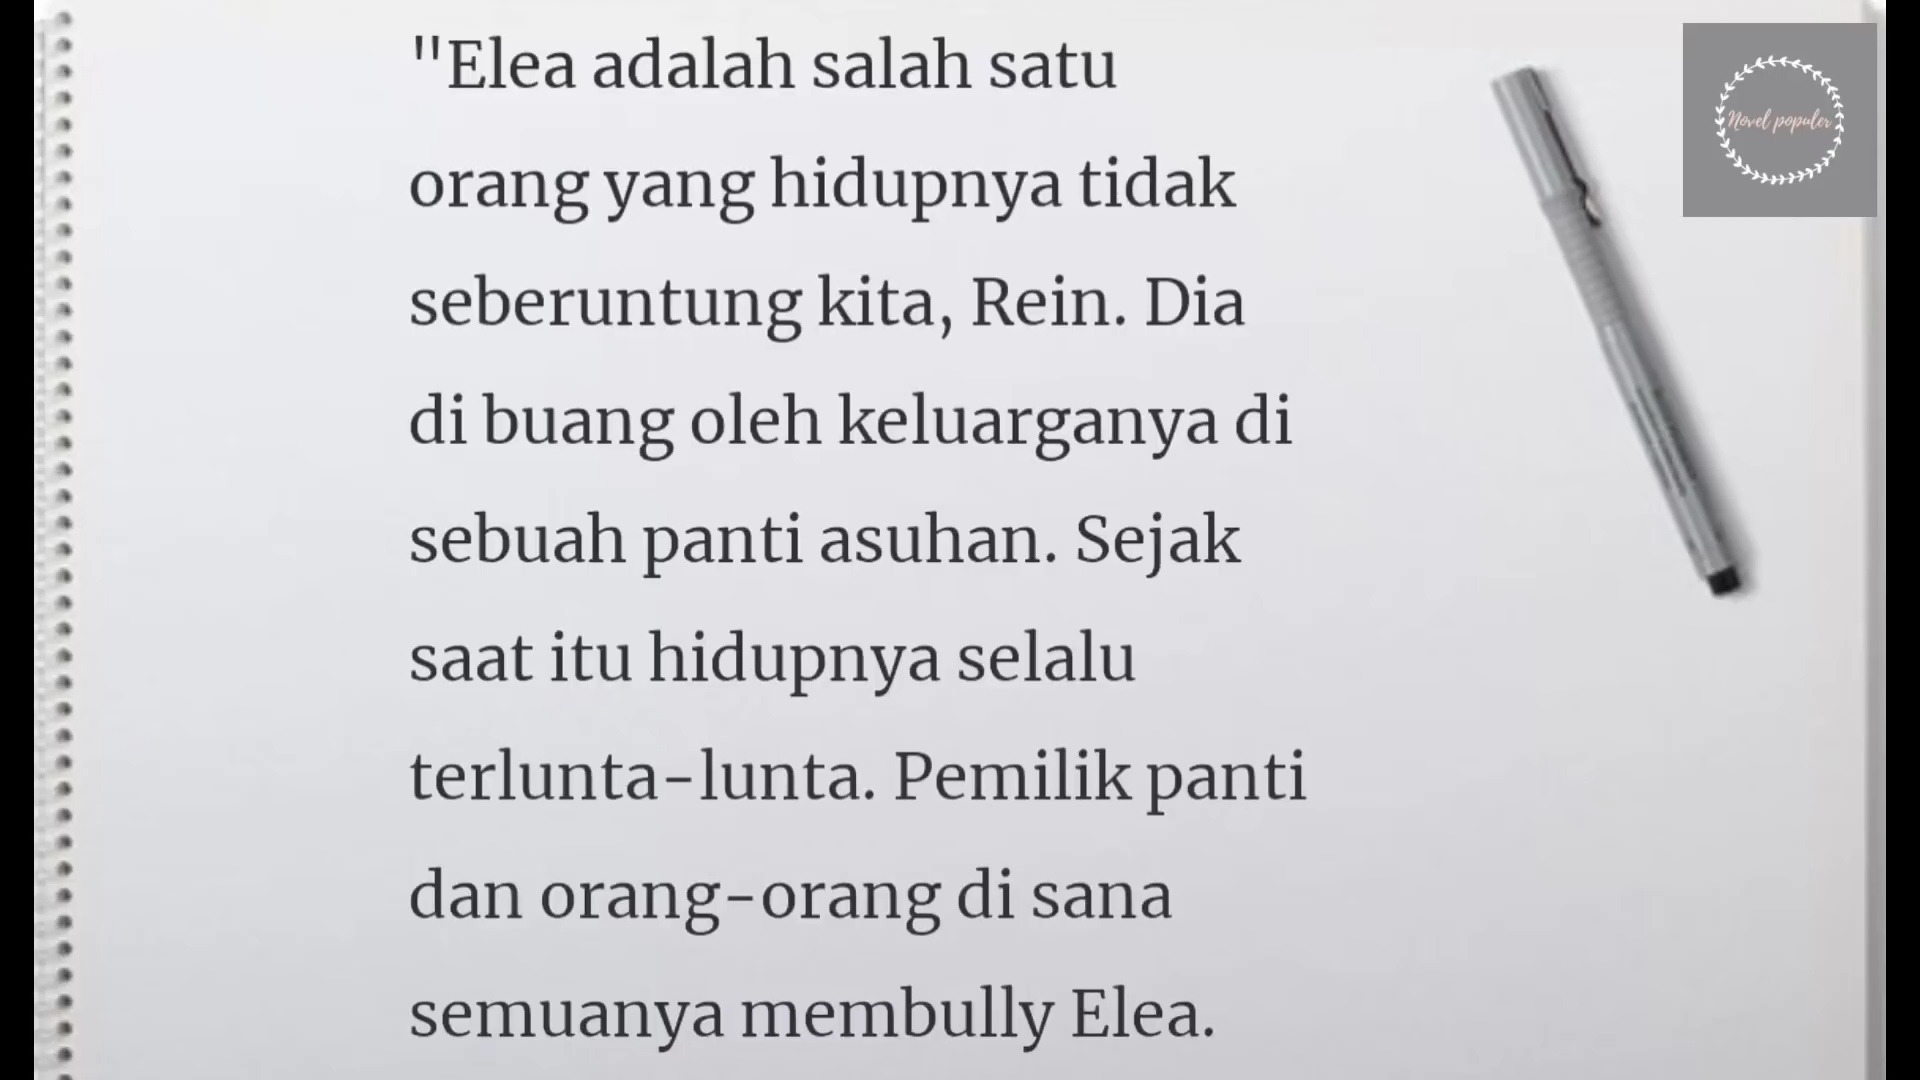 "Elea adalah salah satu
orang yang hidupnya tidak
seberuntung kita, Rein. Dia
di buang oleh keluarganya di
sebuah panti asuhan. Sejak
saat itu hidupnya selalu
terlunta-lunta. Pemilik panti
dan orang-orang di sana
semuanya membully Elea.
Novel populer